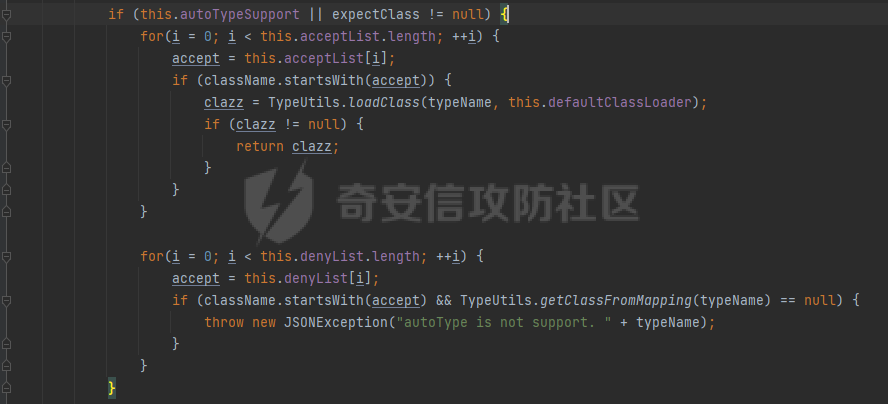 if (this.autoTypeSupport || expectClass != null) {
for(i = 0; i < this.acceptList.length; ++i) {
accept = this.acceptList[i];
if (className.startsWith(accept)) {
clazz = TypeUtils.loadClass(typeName, this.defaultClassLoader);
if (clazz != null) {
return clazz;
}
}
}
奇安信攻防社区
for(i = 0; i < this.denyList.length; ++i) {
accept = this.denyList[i];
if (className.startsWith(accept) && TypeUtils.getClassFromMapping(typeName) == null) {
throw new JSONException("autoType is not support. " + typeName);
}
}
}